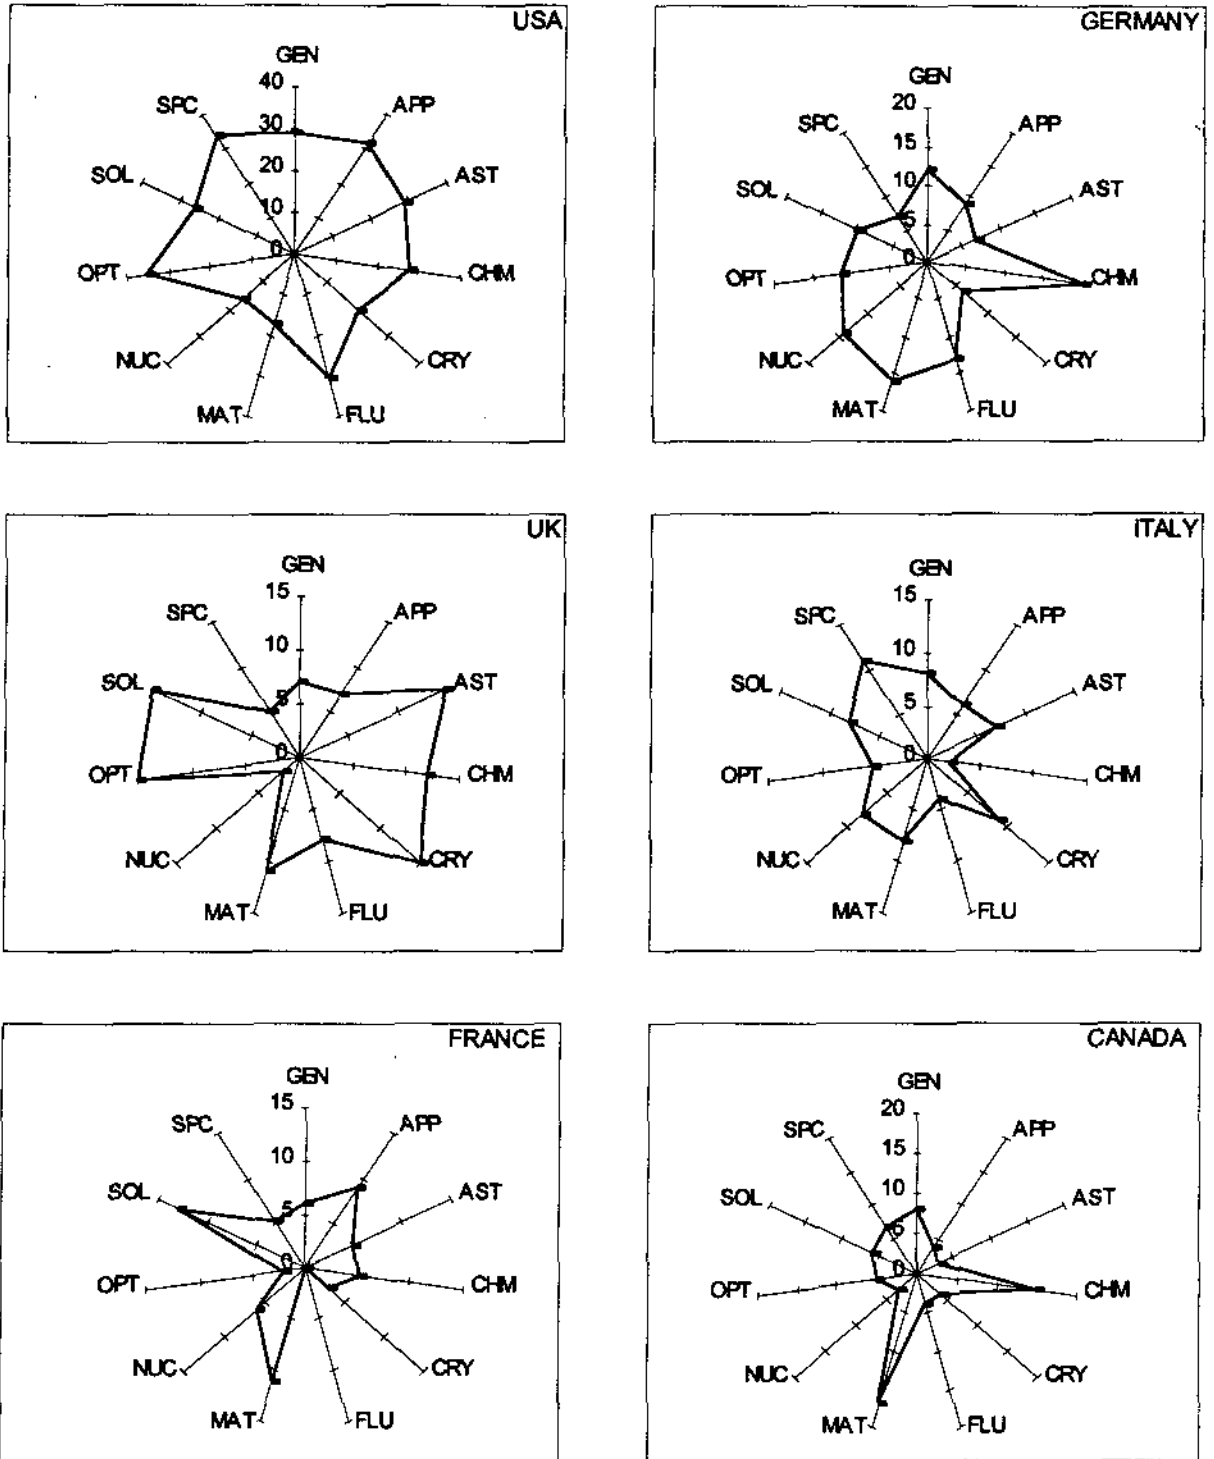 USA
GEN
40
SPC
APP
30
20
SOL
AST
10
0
OPT
CHM
NUC
CRY
MAT
FLU
GERMANY
GEN
20
SPC
APP
15
10
SOL
AST
5
0
OPT
CHM
NUC
CRY
MAT
FLU
UK
GEN
15
SPC
APP
10
SOL
AST
5
0
OPT
CHM
NUC
CRY
MAT
FLU
ITALY
GEN
15
SPC
APP
10
SOL
AST
5
0
OPT
CHM
NUC
CRY
MAT
FLU
FRANCE
GEN
15
SPC
APP
10
SOL
AST
5
0
OPT
CHM
NUC
CRY
MAT
FLU
CANADA
GEN
20
SPC
APP
15
10
SOL
AST
5
0
OPT
CHM
NUC
CRY
MAT
FLU